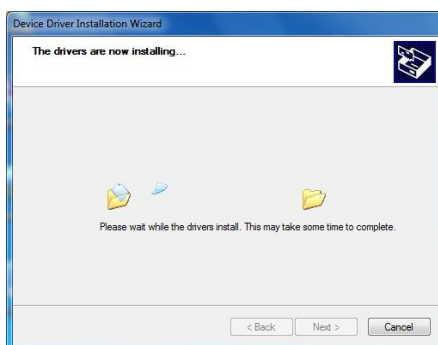 Device Driver Installation Wizard
The drivers are now installing...
Please wait while the drivers install. This may take some time to complete.
< Back
Next >
Cancel